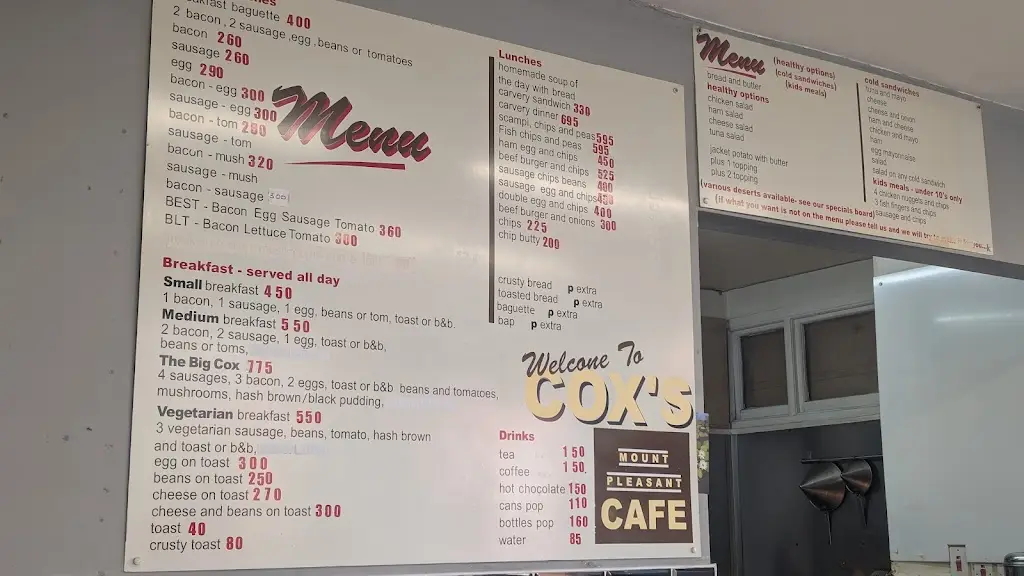 breakfast baguette 400
2 bacon, 2 sausage, egg. beans or tomatoes
bacon 260
sausage 260
egg 290
bacon - egg 300
sausage - egg 300
bacon - tom 280
sausage - tom
bacon - mush 320
sausage - mush
bacon - sausage 300
BEST - Bacon Egg Sausage Tomato 360
BLT - Bacon Lettuce Tomato 300
Menu
Breakfast - served all day
Small breakfast 450
1 bacon, 1 sausage, 1 egg, beans or tom, toast or b&b.
Medium breakfast 550
2 bacon, 2 sausage, 1 egg, toast or b&b,
beans or toms,
The Big Cox 775
4 sausages, 3 bacon, 2 eggs, toast or b&b beans and tomatoes,
mushrooms, hash brown/black pudding,
Vegetarian breakfast 550
3 vegetarian sausage, beans, tomato, hash brown
and toast or b&b,
egg on toast 300
beans on toast 250
cheese on toast 270
cheese and beans on toast 300
toast 40
crusty toast 80
Lunches
homemade soup of
the day with bread
carvery sandwich 330
carvery dinner 695
scampi, chips and peas 595
Fish chips and peas 595
ham egg and chips 450
beef burger and chips 525
sausage chips beans 400
sausage egg and chips
double egg and chips 400
beef burger and onions 300
chips 225
chip butty 200
crusty bread p extra
toasted bread p extra
baguette p extra
bap p extra
Welcome To
COX'S
MOUNT
PLEASANT
CAFE
Drinks
tea 150
coffee 150.
hot chocolate 150
cans pop 110
bottles pop 160
water 85
Menu
(healthy options)
(cold sandwiches)
(kids meals)
bread and butter
healthy options
chicken salad
ham salad
cheese salad
tuna salad
jacket potato with butter
plus 1 topping
plus 2 topping
cold sandwiches
tuna and mayo
cheese
cheese and onion
ham and cheese
chicken and mayo
ham
egg mayonnaise
salad
salad on any cold sandwich
kids meals - under 10's only
4 chicken nuggets and chips
3 fish fingers and chips
sausage and chips
(various deserts available- see our specials board)
(if what you want is not on the menu please tell us and we will try